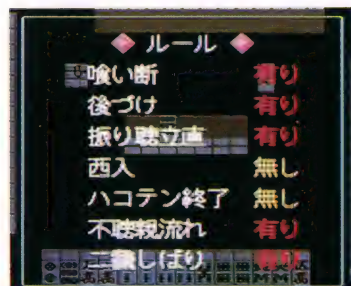 ルール
喰い断 有り
後づけ 有り
振り聴立直 有り
西入 無し
ハコテン終了 無し
不聴親流れ 有り
二飜しばり 有り